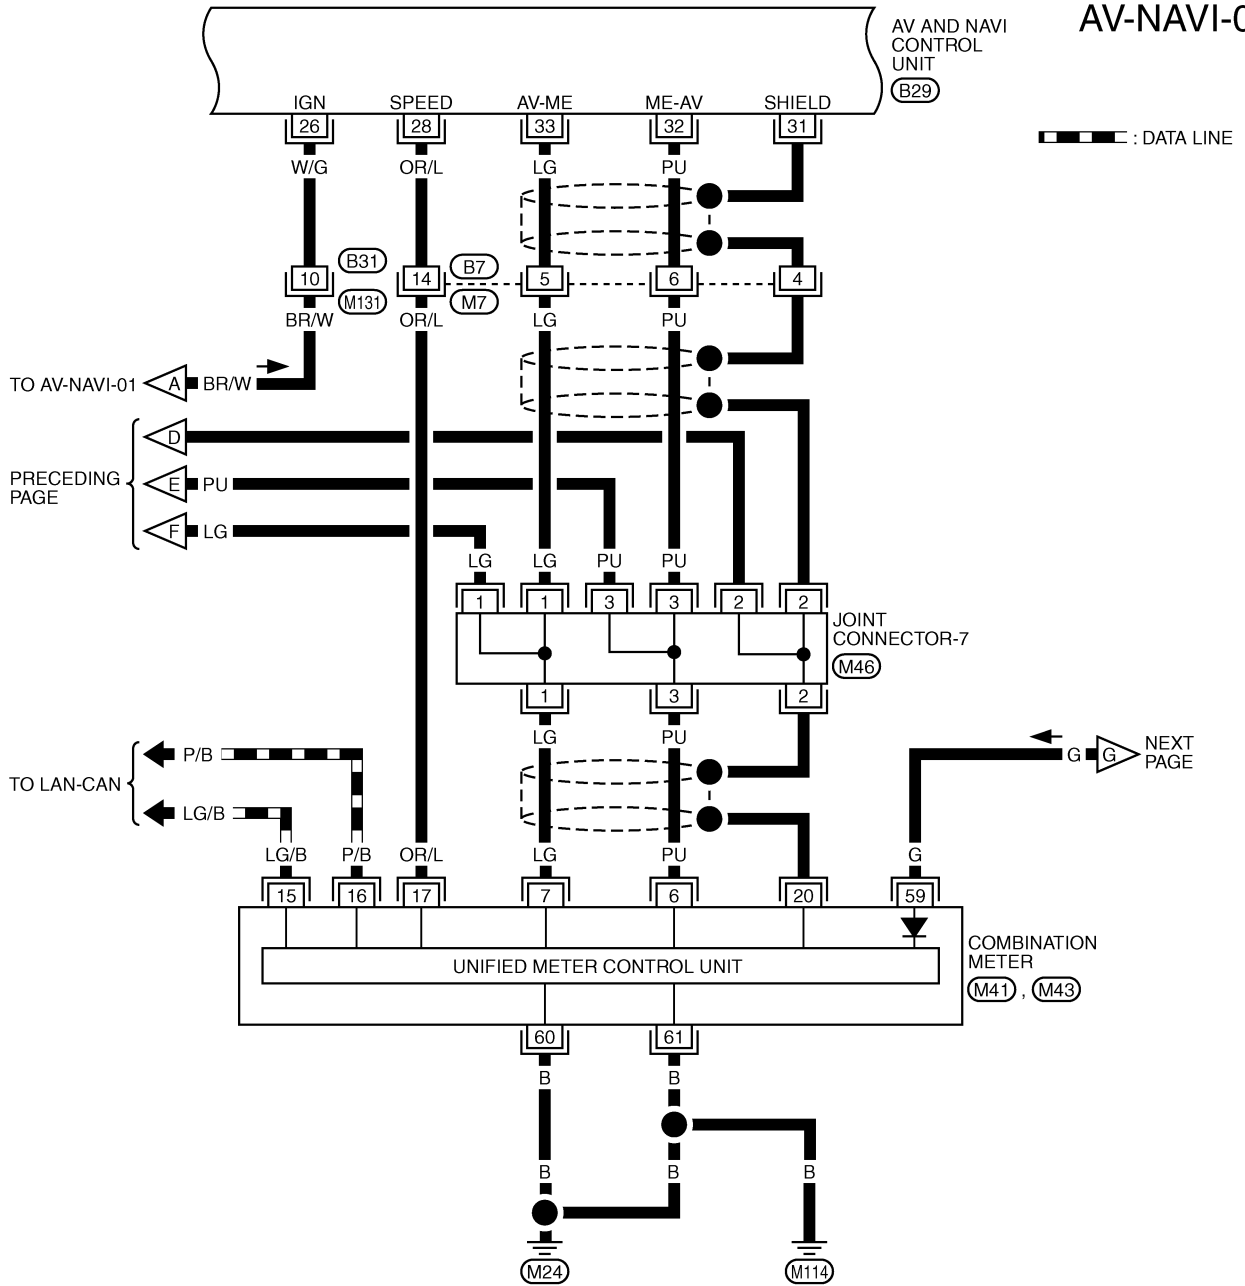 AV-NAVI-0
AV AND NAVI
CONTROL
UNIT
B29
IGN SPEED AV-ME ME-AV SHIELD
26 28 33 32 31
: DATA LINE
W/G OR/L LG PU
B31 B7
10 14 5 6 4
M131 M7
BR/W OR/L LG PU
TO AV-NAVI-01 A BR/W
D
PRECEDING
PAGE
E PU
F LG
LG LG PU PU
1 1 3 3 2 2
JOINT
CONNECTOR-7
M46
1 3 2
LG PU
TO LAN-CAN
P/B
LG/B
G G
NEXT
PAGE
LG/B P/B OR/L LG PU G
15 16 17 7 6 20 59
UNIFIED METER CONTROL UNIT
COMBINATION
METER
M41 , M43
60 61
B B
B B B
M24 M114